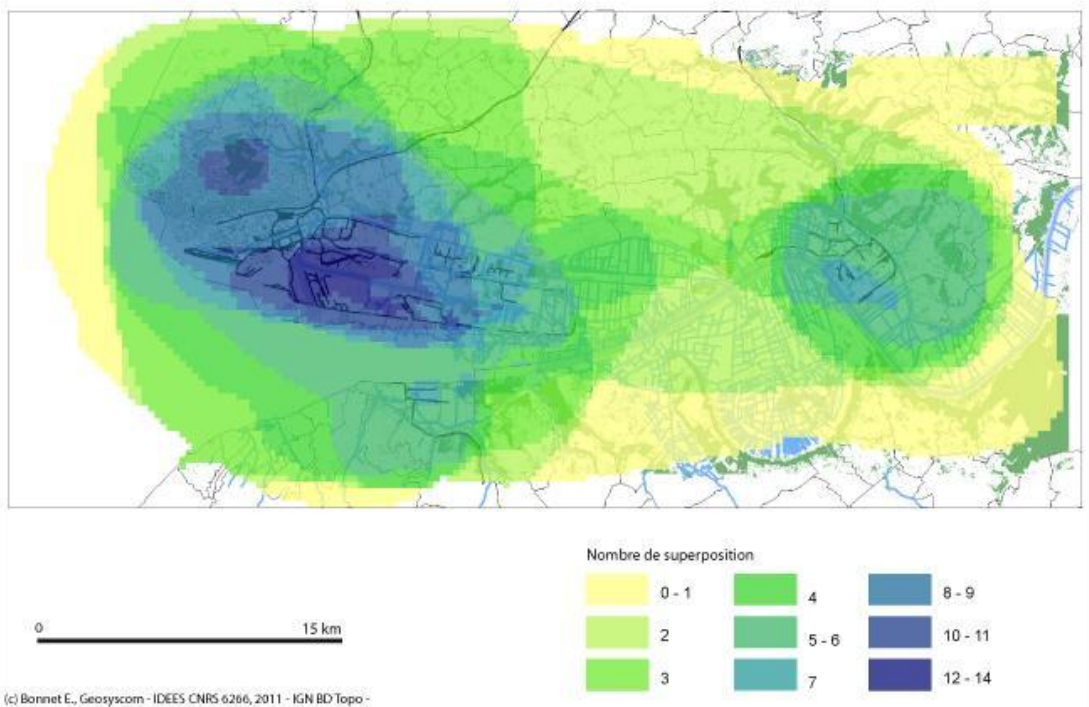 Nombre de superposition
0 - 1
4
8 - 9
2
5 - 6
10 - 11
3
7
12 - 14
0
15 km
(c) Bonnet E., Geosyscom - IDEES CNRS 6266, 2011 - IGN BD Topo -